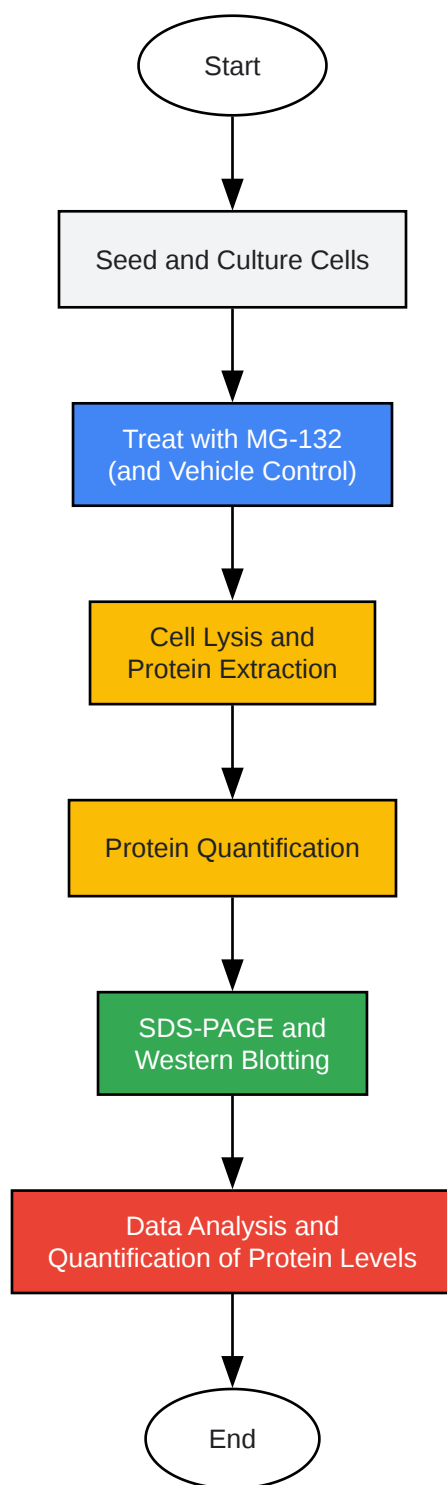 Start
Seed and Culture Cells
Treat with MG-132
(and Vehicle Control)
Cell Lysis and
Protein Extraction
Protein Quantification
SDS-PAGE and
Western Blotting
Data Analysis and
Quantification of Protein Levels
End